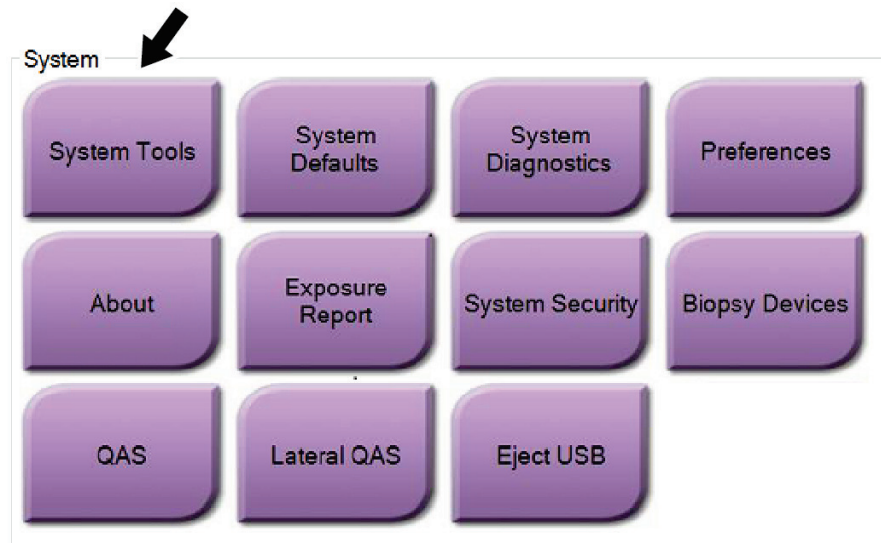 System
System Tools
System
Defaults
System
Diagnostics
Preferences
About
Exposure
Report
System Security
Biopsy Devices
QAS
Lateral QAS
Eject USB